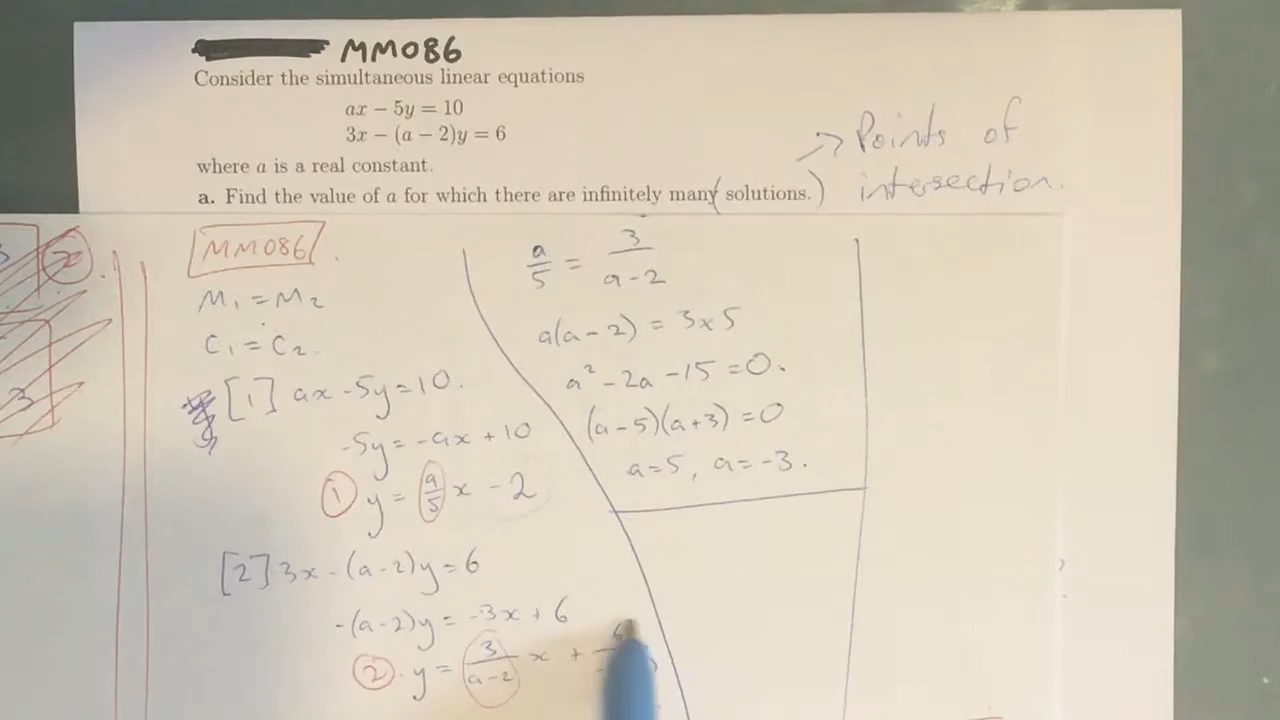 MM086
Consider the simultaneous linear equations
ax − 5y = 10
3x − (a − 2)y = 6
where a is a real constant.
a. Find the value of a for which there are infinitely many (solutions.)
→ Points of
intersection.
MM086.
M₁ = M₂
C₁ = C₂.
[1] ax - 5y = 10.
-5y = -ax + 10
① y = a/5 x - 2
[2] 3x - (a-2)y = 6
-(a-2)y = -3x + 6
②. y = 3/(a-2) x + 6
a/5 = 3/(a-2)
a(a-2) = 3x5
a² - 2a - 15 = 0.
(a-5)(a+3) = 0
a=5, a=-3.
3